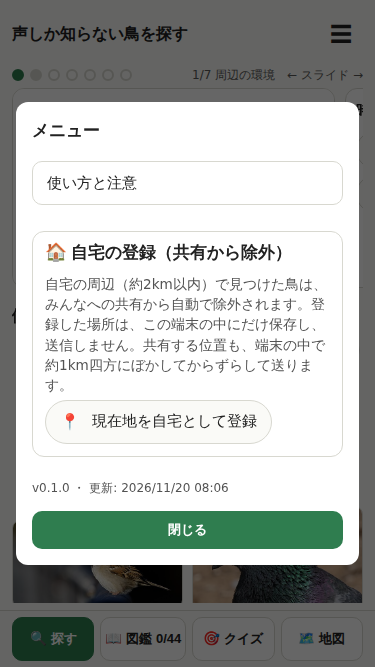 声しか知らない鳥を探す
1/7 周辺の環境 ← スライド →
メニュー
使い方と注意
🏠 自宅の登録（共有から除外）
自宅の周辺（約2km以内）で見つけた鳥は、
みんなへの共有から自動で除外されます。登
録した場所は、この端末の中にだけ保存し、
送信しません。共有する位置も、端末の中で
約1km四方にぼかしてからずらして送りま
す。
📍 現在地を自宅として登録
v0.1.0 ・ 更新: 2026/11/20 08:06
閉じる
🔍 探す
📖 図鑑 0/44
🎯 クイズ
🗺️ 地図